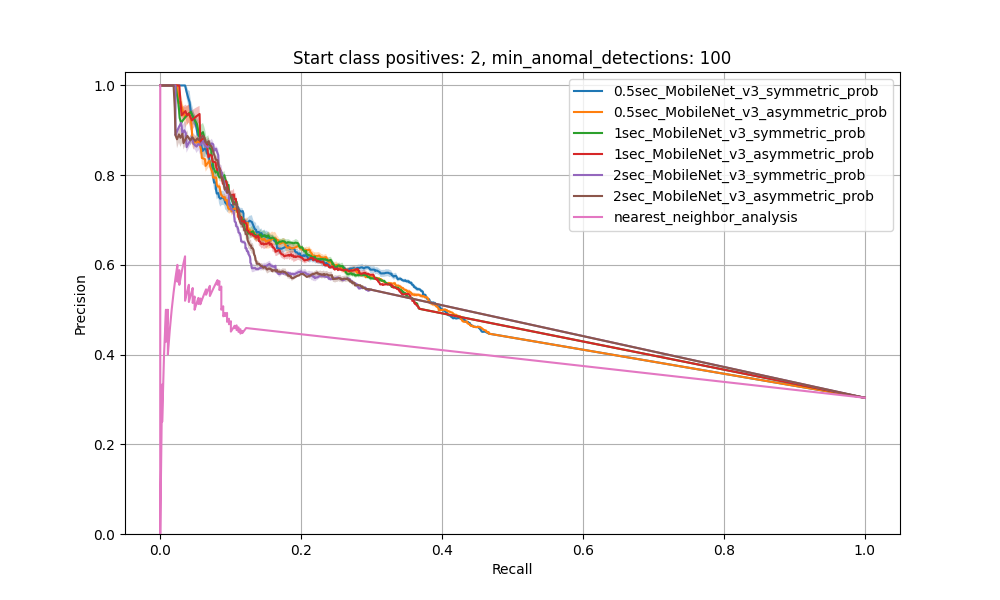 Start class positives: 2, min_anomal_detections: 100
1.0
0.8
0.6
0.4
0.2
0.0
Precision
0.5sec_MobileNet_v3_symmetric_prob
0.5sec_MobileNet_v3_asymmetric_prob
1sec_MobileNet_v3_symmetric_prob
1sec_MobileNet_v3_asymmetric_prob
2sec_MobileNet_v3_symmetric_prob
2sec_MobileNet_v3_asymmetric_prob
nearest_neighbor_analysis
0.0 0.2 0.4 0.6 0.8 1.0
Recall